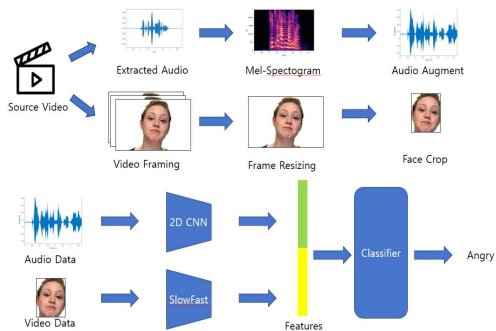 Extracted Audio
Mel-Spectogram
Audio Augment
Source Video
Video Framing
Frame Resizing
Face Crop
Audio Data
2D CNN
Classifier
Angry
Video Data
SlowFast
Features